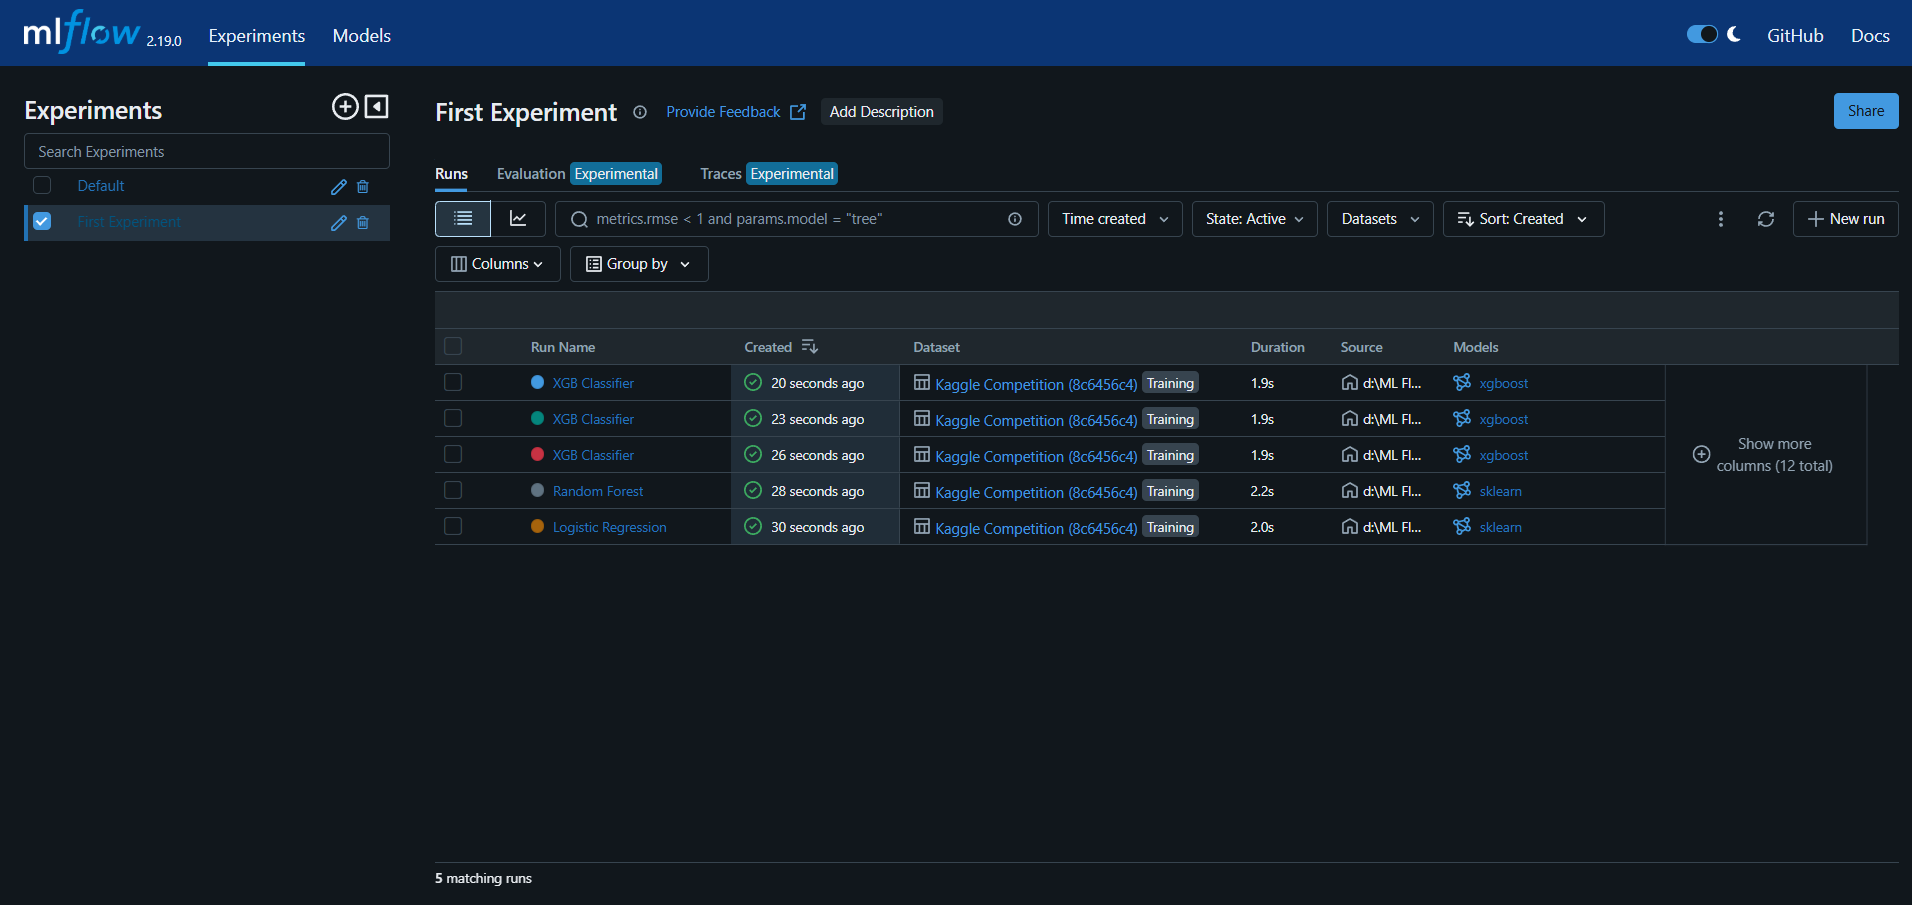 mlflow 2.19.0 Experiments Models GitHub Docs
Experiments
Search Experiments
Default
First Experiment
First Experiment Provide Feedback Add Description Share
Runs Evaluation Experimental Traces Experimental
metrics.rmse < 1 and params.model = "tree" Time created State: Active Datasets Sort: Created New run
Columns Group by
Run Name Created Dataset Duration Source Models
XGB Classifier 20 seconds ago Kaggle Competition (8c6456c4) Training 1.9s d:\ML Fl... xgboost
XGB Classifier 23 seconds ago Kaggle Competition (8c6456c4) Training 1.9s d:\ML Fl... xgboost
XGB Classifier 26 seconds ago Kaggle Competition (8c6456c4) Training 1.9s d:\ML Fl... xgboost
Random Forest 28 seconds ago Kaggle Competition (8c6456c4) Training 2.2s d:\ML Fl... sklearn
Logistic Regression 30 seconds ago Kaggle Competition (8c6456c4) Training 2.0s d:\ML Fl... sklearn
Show more
columns (12 total)
5 matching runs